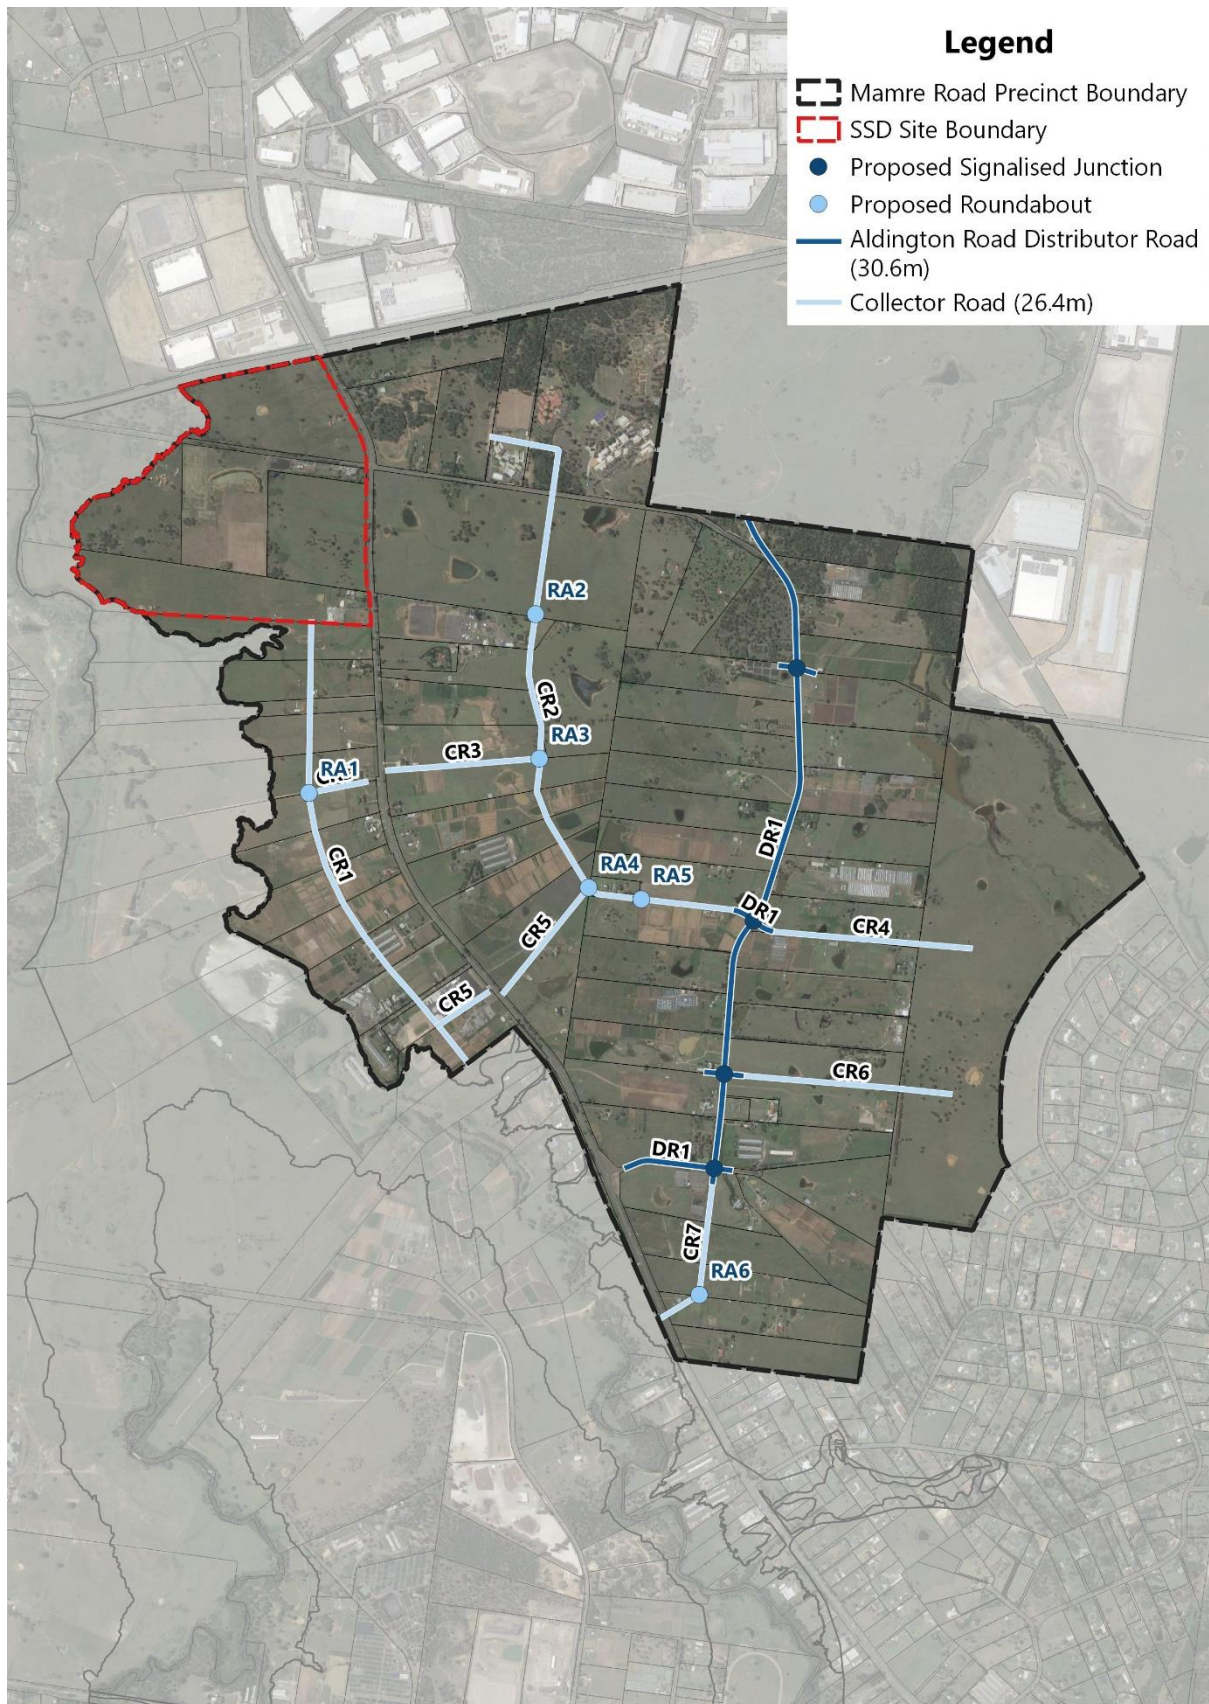 Legend
Mamre Road Precinct Boundary
SSD Site Boundary
Proposed Signalised Junction
Proposed Roundabout
Aldington Road Distributor Road
(30.6m)
Collector Road (26.4m)
RA2
CR2
RA3
CR3
RA1
CR1
DR1
RA4
RA5
DR1
CR4
CR5
CR5
CR6
DR1
CR7
RA6